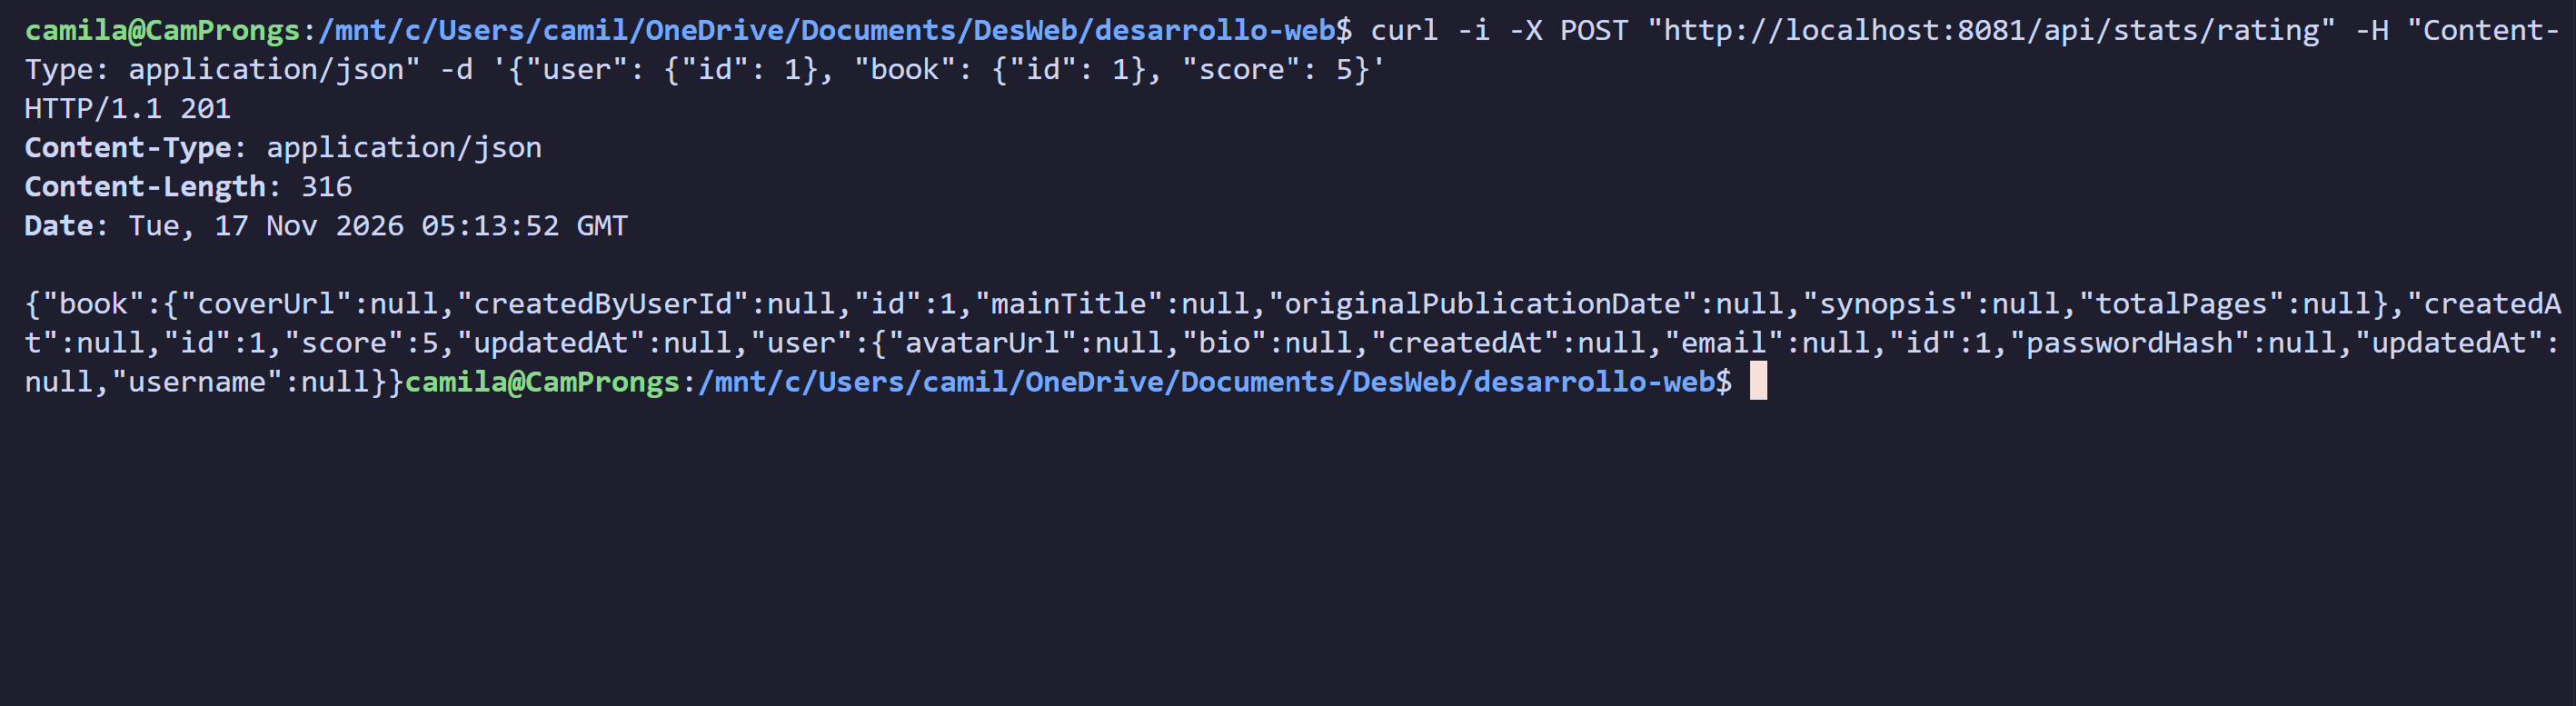 camila@CamProngs:/mnt/c/Users/camil/OneDrive/Documents/DesWeb/desarrollo-web$ curl -i -X POST "http://localhost:8081/api/stats/rating" -H "Content-
Type: application/json" -d '{"user": {"id": 1}, "book": {"id": 1}, "score": 5}'
HTTP/1.1 201
Content-Type: application/json
Content-Length: 316
Date: Tue, 17 Nov 2026 05:13:52 GMT

{"book":{"coverUrl":null,"createdByUserId":null,"id":1,"mainTitle":null,"originalPublicationDate":null,"synopsis":null,"totalPages":null},"createdA
t":null,"id":1,"score":5,"updatedAt":null,"user":{"avatarUrl":null,"bio":null,"createdAt":null,"email":null,"id":1,"passwordHash":null,"updatedAt":
null,"username":null}}camila@CamProngs:/mnt/c/Users/camil/OneDrive/Documents/DesWeb/desarrollo-web$